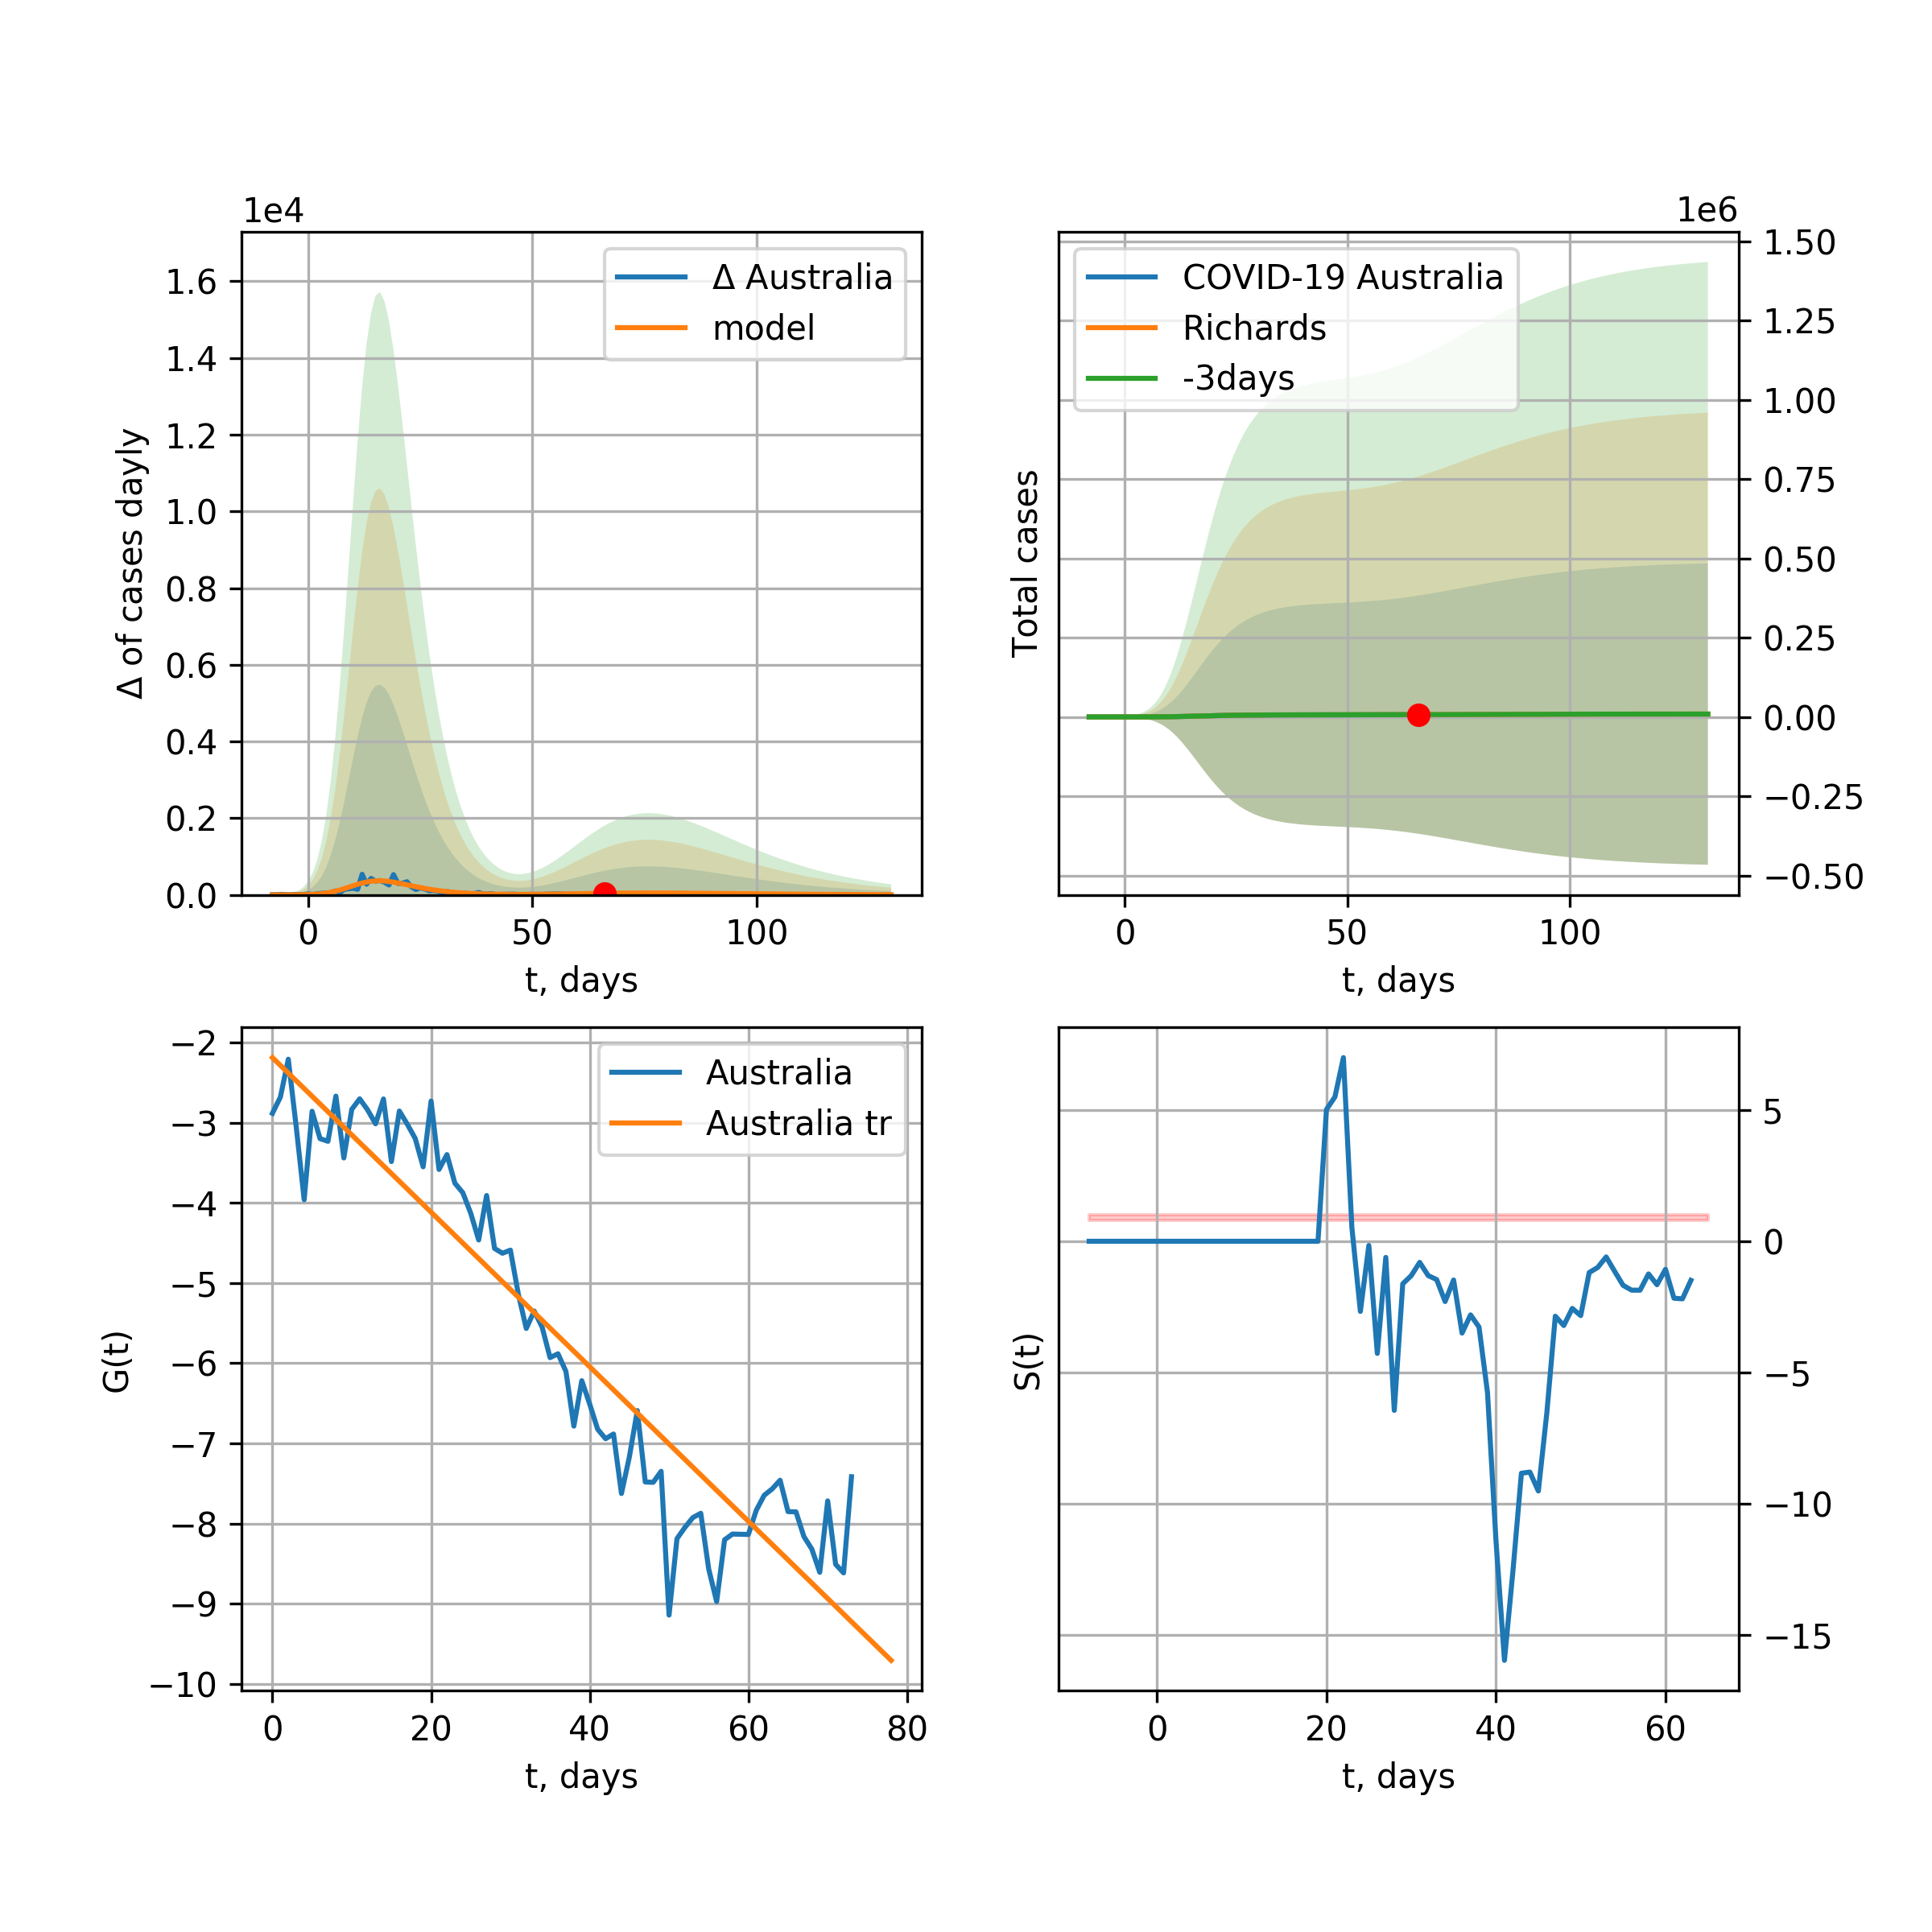 1e4
Δ of cases dayly
1.6
1.4
1.2
1.0
0.8
0.6
0.4
0.2
0.0
Δ Australia
model
0 50 100
t, days
1e6
Total cases
COVID-19 Australia
Richards
-3days
1.50
1.25
1.00
0.75
0.50
0.25
0.00
−0.25
−0.50
0 50 100
t, days
G(t)
−2
−3
−4
−5
−6
−7
−8
−9
−10
Australia
Australia tr
0 20 40 60 80
t, days
S(t)
5
0
−5
−10
−15
0 20 40 60
t, days